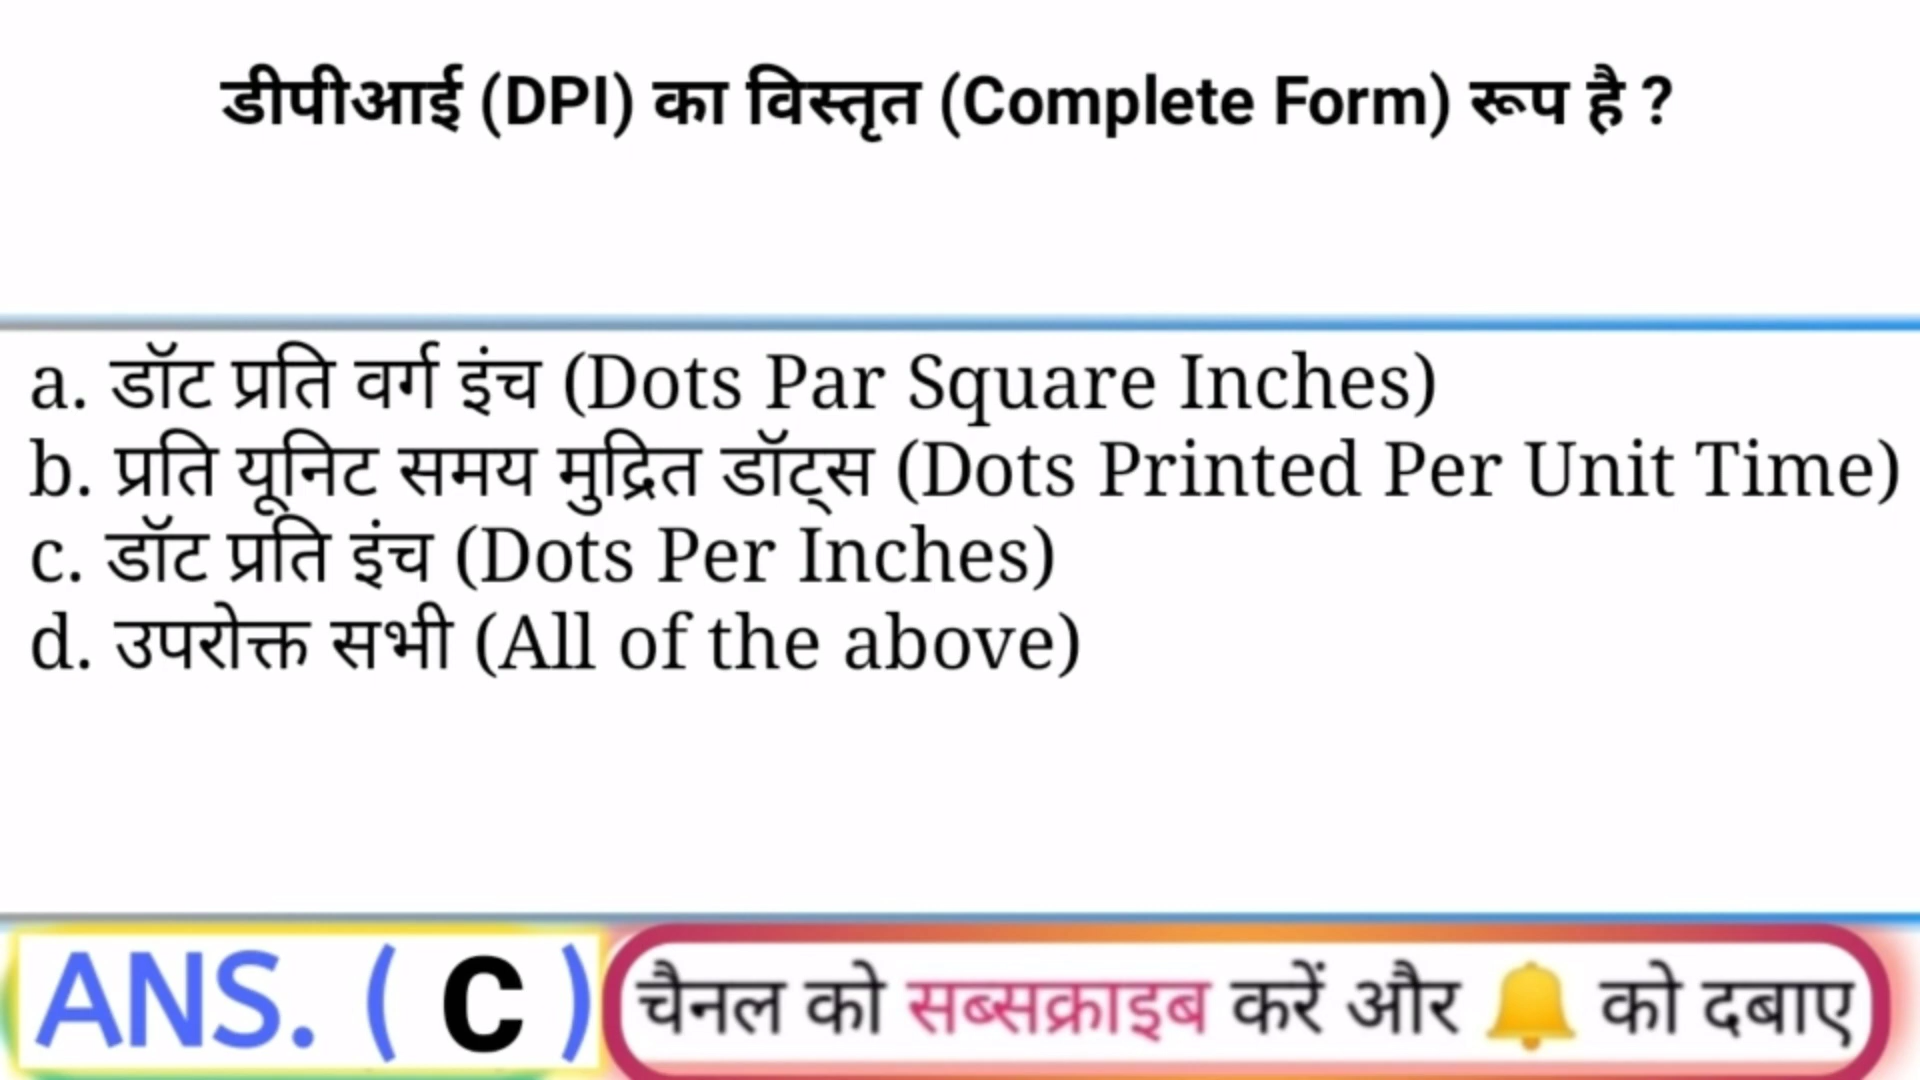 डीपीआई (DPI) का विस्तृत (Complete Form) रूप है ?
a. डॉट प्रति वर्ग इंच (Dots Par Square Inches)
b. प्रति यूनिट समय मुद्रित डॉट्स (Dots Printed Per Unit Time)
c. डॉट प्रति इंच (Dots Per Inches)
d. उपरोक्त सभी (All of the above)
ANS. ( C ) चैनल को सब्सक्राइब करें और 🔔 को दबाए